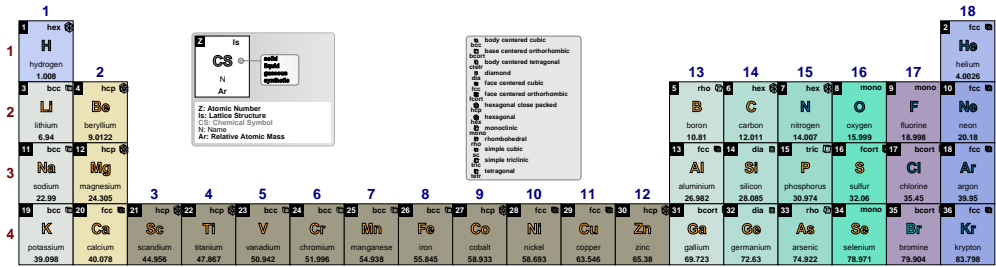 1
18
1 hex
H
hydrogen
1.008
2 fcc
He
helium
4.0026
1
Z ls
CS
N
Ar
solid
liquid
gaseous
synthetic
Z: Atomic Number
ls: Lattice Structure
CS: Chemical Symbol
N: Name
Ar: Relative Atomic Mass
body centered cubic
bcc
base centered orthorhombic
bcort
body centered tetragonal
ctetr
diamond
dia
face centered cubic
fcc
face centered orthorhombic
fcort
hexagonal close packed
hcp
hexagonal
hex
monoclinic
mono
rhombohedral
rho
simple cubic
sc
simple triclinic
tric
tetragonal
tetr
2
13 14 15 16 17
2
3 bcc 4 hcp 5 rho 6 hex 7 hex 8 mono 9 mono 10 fcc
Li Be B C N O F Ne
lithium beryllium boron carbon nitrogen oxygen fluorine neon
6.94 9.0122 10.81 12.011 14.007 15.999 18.998 20.18
3
11 bcc 12 hcp 13 fcc 14 dia 15 tric 16 fcort 17 bcort 18 fcc
Na Mg Al Si P S Cl Ar
sodium magnesium aluminium silicon phosphorus sulfur chlorine argon
22.99 24.305 26.982 28.085 30.974 32.06 35.45 39.95
3 4 5 6 7 8 9 10 11 12
4
19 bcc 20 fcc 21 hcp 22 hcp 23 bcc 24 bcc 25 bcc 26 bcc 27 hcp 28 fcc 29 fcc 30 hcp 31 bcort 32 dia 33 rho 34 mono 35 bcort 36 fcc
K Ca Sc Ti V Cr Mn Fe Co Ni Cu Zn Ga Ge As Se Br Kr
potassium calcium scandium titanium vanadium chromium manganese iron cobalt nickel copper zinc gallium germanium arsenic selenium bromine krypton
39.098 40.078 44.956 47.867 50.942 51.996 54.938 55.845 58.933 58.693 63.546 65.38 69.723 72.63 74.922 78.971 79.904 83.798